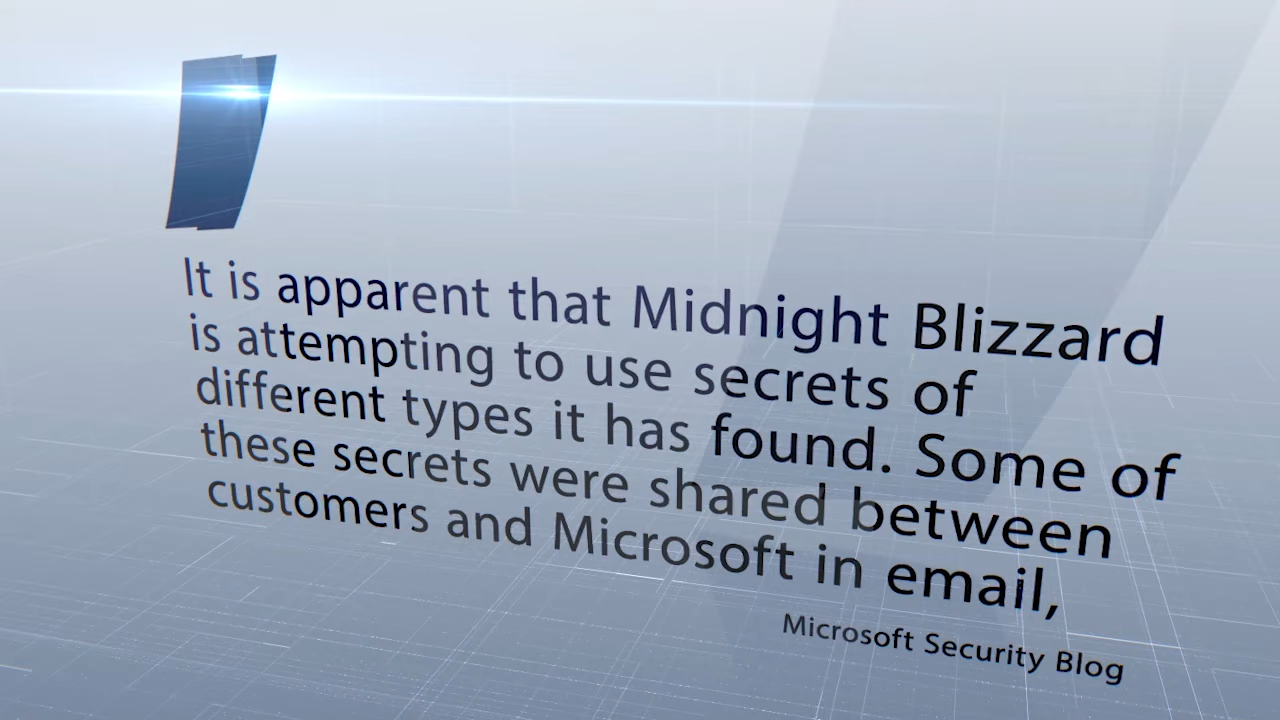 It is apparent that Midnight Blizzard
is attempting to use secrets of
different types it has found. Some of
these secrets were shared between
customers and Microsoft in email,
Microsoft Security Blog